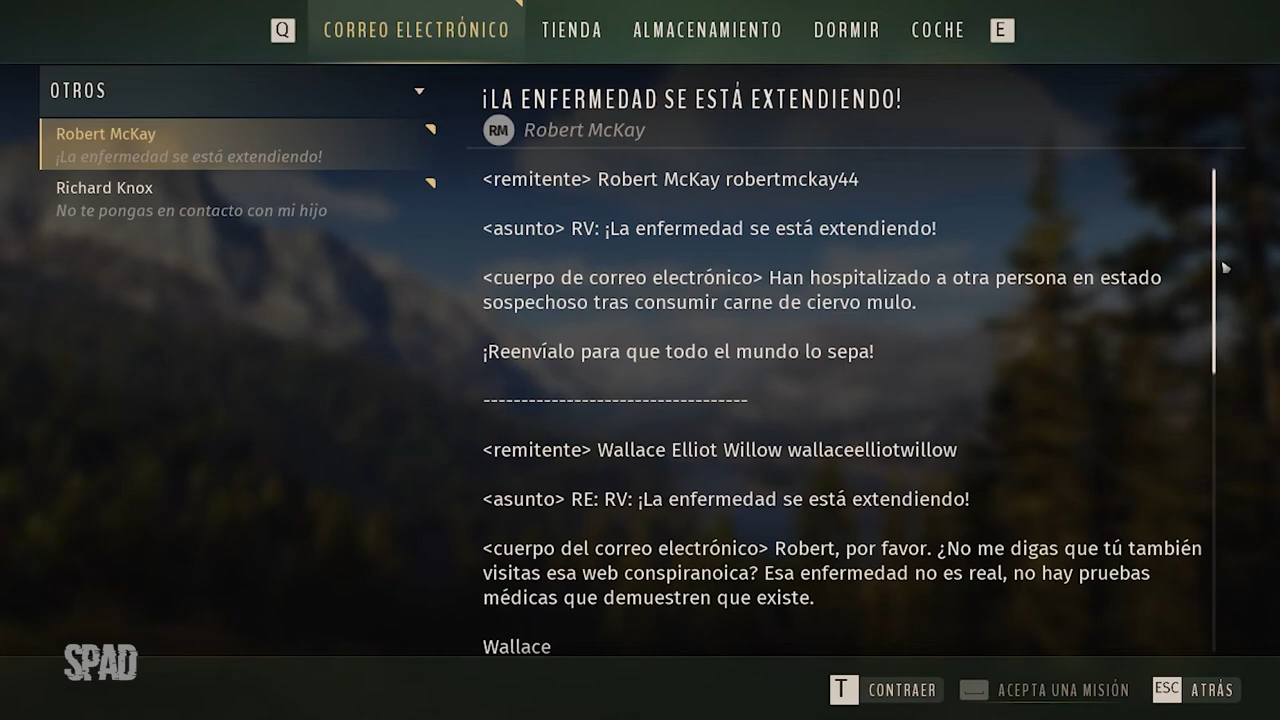 Q CORREO ELECTRÓNICO TIENDA ALMACENAMIENTO DORMIR COCHE E
OTROS
Robert McKay
¡La enfermedad se está extendiendo!
Richard Knox
No te pongas en contacto con mi hijo
¡LA ENFERMEDAD SE ESTÁ EXTENDIENDO!
RM Robert McKay
<remitente> Robert McKay robertmckay44
<asunto> RV: ¡La enfermedad se está extendiendo!
<cuerpo de correo electrónico> Han hospitalizado a otra persona en estado
sospechoso tras consumir carne de ciervo mulo.
¡Reenvíalo para que todo el mundo lo sepa!
-----------------------------------
<remitente> Wallace Elliot Willow wallaceelliotwillow
<asunto> RE: RV: ¡La enfermedad se está extendiendo!
<cuerpo del correo electrónico> Robert, por favor. ¿No me digas que tú también
visitas esa web conspiranoica? Esa enfermedad no es real, no hay pruebas
médicas que demuestren que existe.
Wallace
SPAD
T CONTRAER ACEPTA UNA MISIÓN ESC ATRÁS